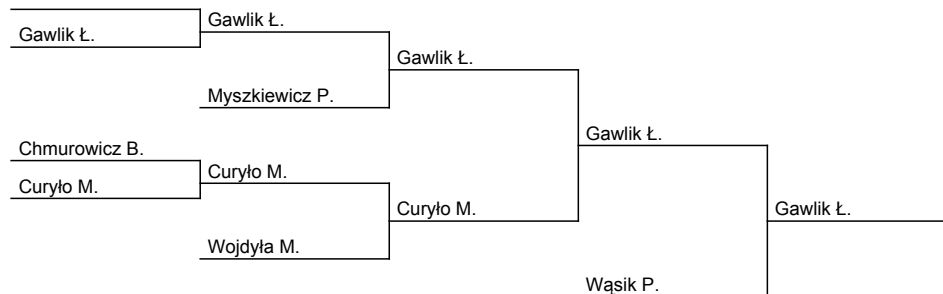 Gawlik Ł.
Gawlik Ł.
Gawlik Ł.
Myszkiewicz P.
Gawlik Ł.
Chmurowicz B.
Curyło M.
Curyło M.
Curyło M.
Gawlik Ł.
Wojdyła M.
Wąsik P.